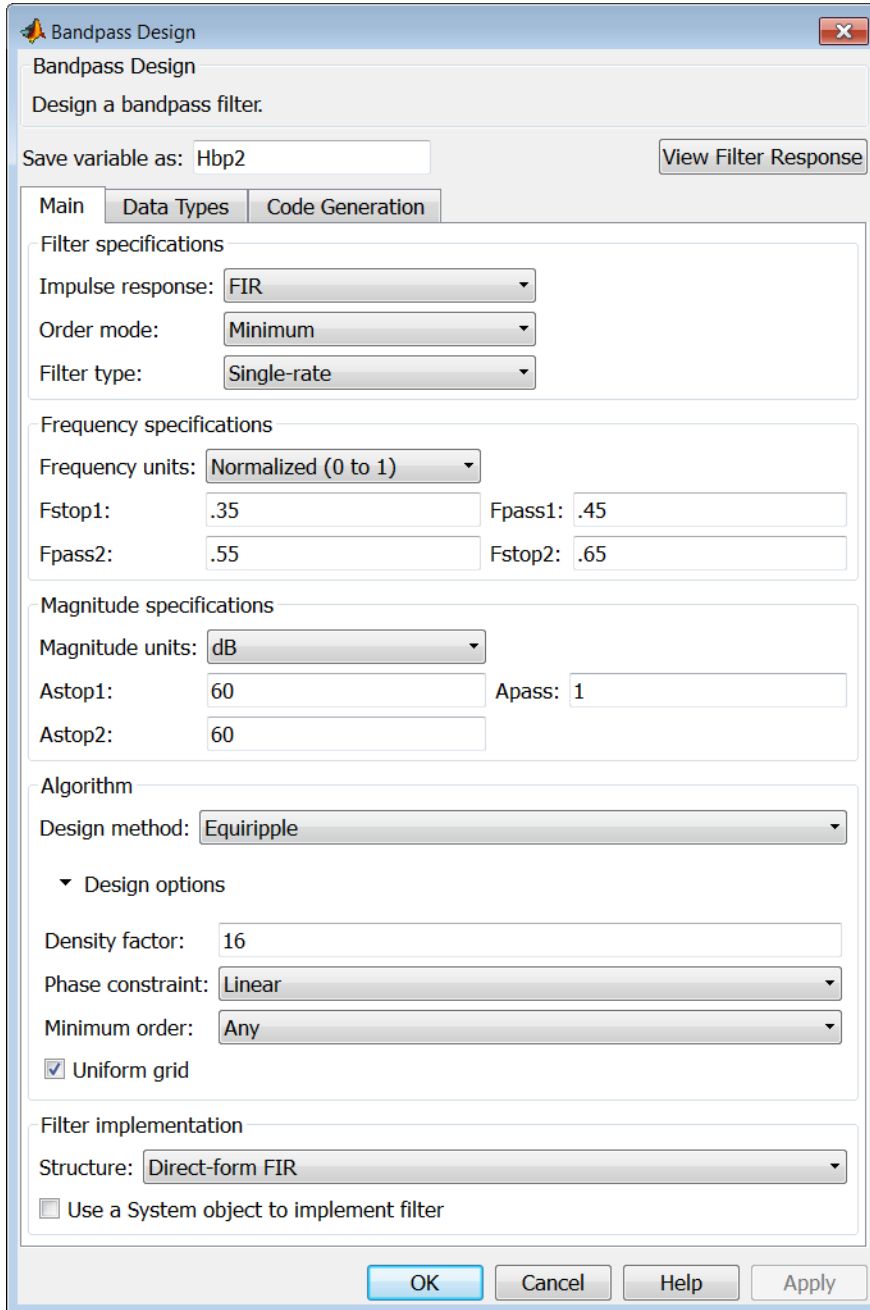 Bandpass Design
Bandpass Design
Design a bandpass filter.
Save variable as: Hbp2 View Filter Response
Main Data Types Code Generation
Filter specifications
Impulse response: FIR
Order mode: Minimum
Filter type: Single-rate
Frequency specifications
Frequency units: Normalized (0 to 1)
Fstop1: .35 Fpass1: .45
Fpass2: .55 Fstop2: .65
Magnitude specifications
Magnitude units: dB
Astop1: 60 Apass: 1
Astop2: 60
Algorithm
Design method: Equiripple
Design options
Density factor: 16
Phase constraint: Linear
Minimum order: Any
Uniform grid
Filter implementation
Structure: Direct-form FIR
Use a System object to implement filter
OK Cancel Help Apply